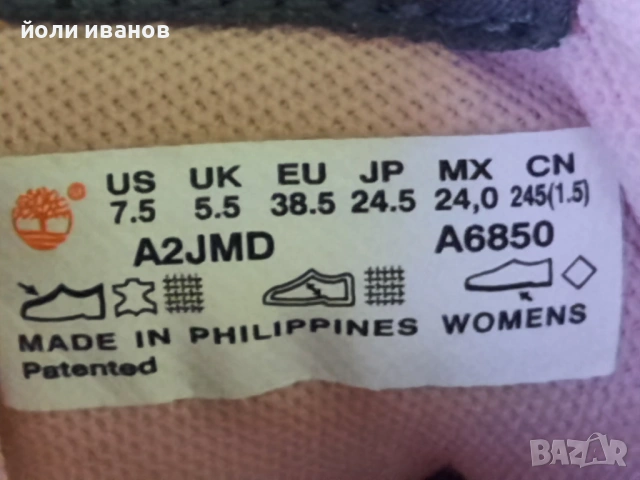 йоли иванов
US UK EU JP MX CN
7.5 5.5 38.5 24.5 24,0 245(1.5)
A2JMD A6850
MADE IN PHILIPPINES WOMENS
Patented
BAZAR